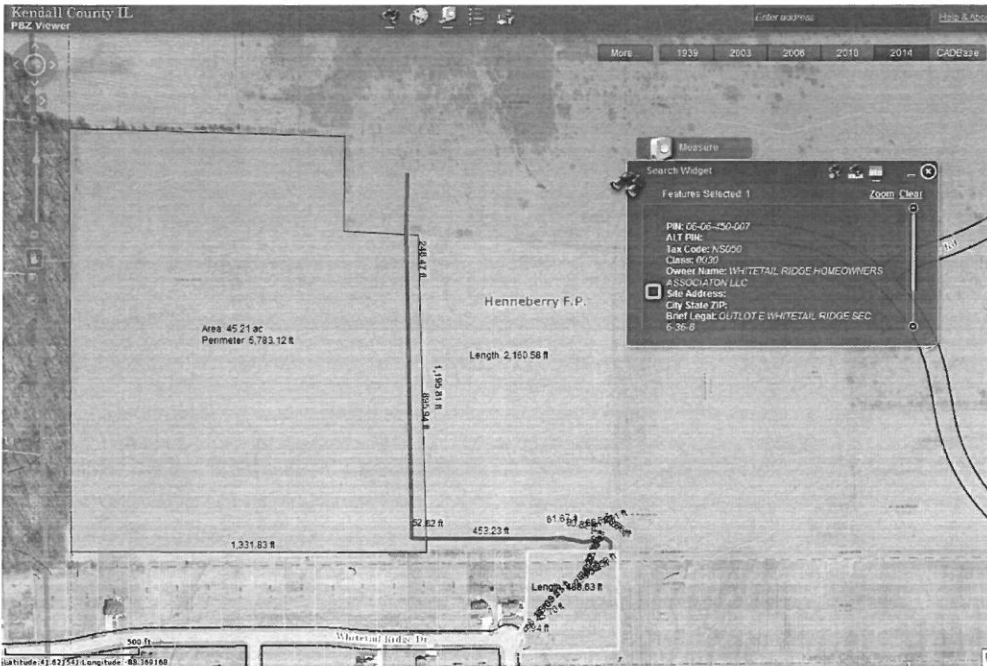 Kendall County IL
PBZ Viewer
Enter address
More...
1939
2003
2006
2010
2014
CADBase
Measure
Search Widget
Features Selected: 1
Zoom Clear
PIN: 06-06-450-007
ALT PIN:
Tax Code: NS050
Class: 0030
Owner Name: WHITETAIL RIDGE HOMEOWNERS
ASSOCIATON LLC
Site Address:
City State ZIP:
Brief Legal: OUTLOT E WHITETAIL RIDGE SEC
6-36-8
Rd
248.47 ft
Henneberry F.P.
Area: 45.21 ac
Perimeter 5,783.12 ft
Length 2,160.58 ft
1,195.81 ft
895.94 ft
52.62 ft
453.23 ft
61.67 ft
1,331.83 ft
Length 488.63 ft
Whitetail Ridge Dr
500 ft